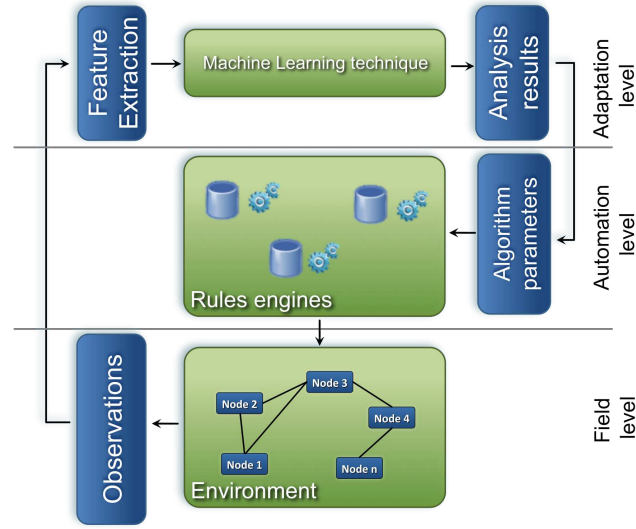 Feature
Extraction
Machine Learning technique
Analysis
results
Adaptation
level
Rules engines
Algorithm
parameters
Automation
level
Observations
Node 1
Node 2
Node 3
Node 4
Node n
Environment
Field
level